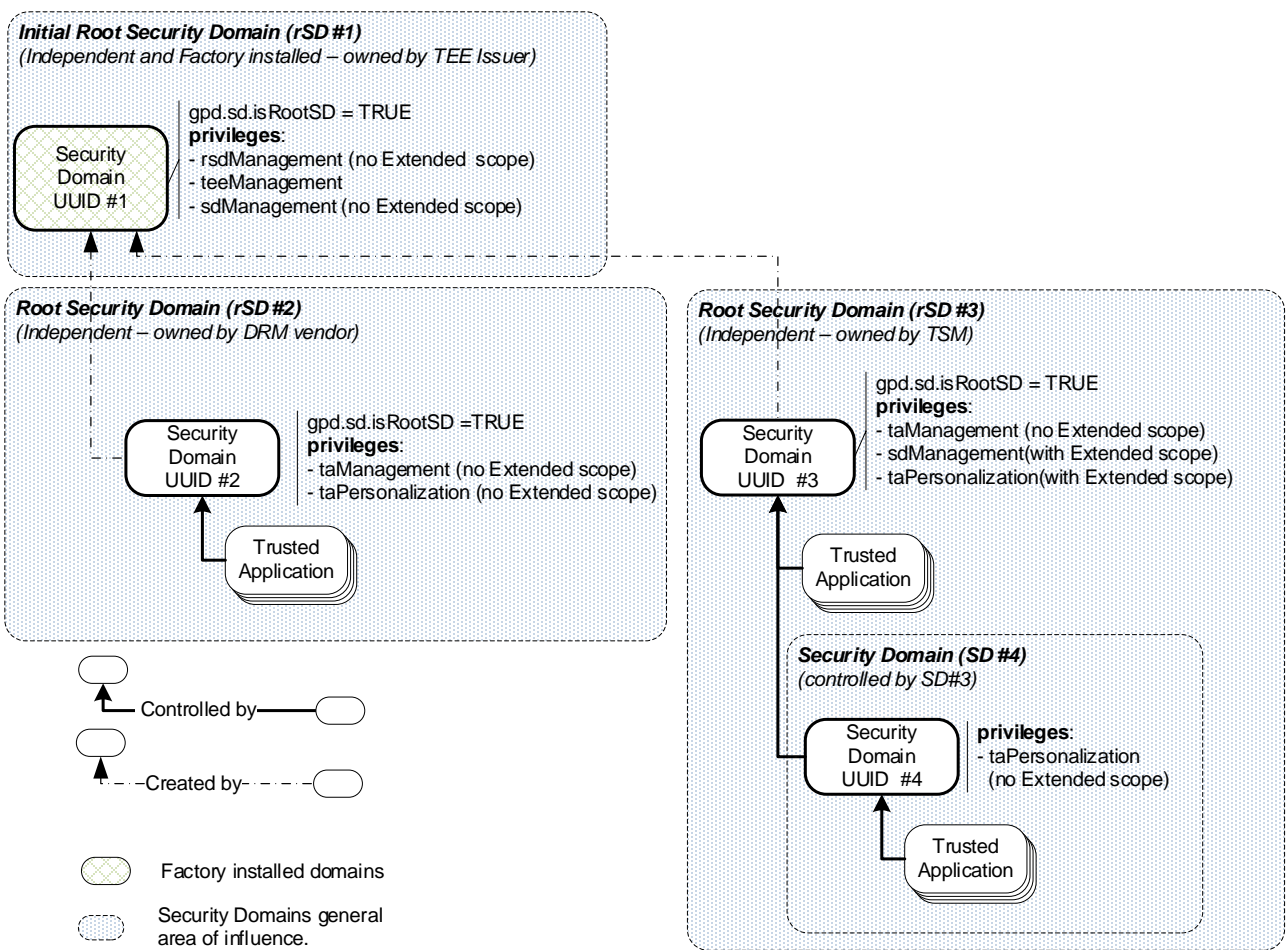 Initial Root Security Domain (rSD #1)
(Independent and Factory installed – owned by TEE Issuer)
Security
Domain
UUID #1
gpd.sd.isRootSD = TRUE
privileges:
- rsdManagement (no Extended scope)
- teeManagement
- sdManagement (no Extended scope)
Root Security Domain (rSD #2)
(Independent – owned by DRM vendor)
Security
Domain
UUID #2
gpd.sd.isRootSD =TRUE
privileges:
- taManagement (no Extended scope)
- taPersonalization (no Extended scope)
Trusted
Application
Root Security Domain (rSD #3)
(Independent – owned by TSM)
Security
Domain
UUID #3
gpd.sd.isRootSD = TRUE
privileges:
- taManagement (no Extended scope)
- sdManagement(with Extended scope)
- taPersonalization(with Extended scope)
Trusted
Application
Security Domain (SD #4)
(controlled by SD#3)
Security
Domain
UUID #4
privileges:
- taPersonalization
(no Extended scope)
Trusted
Application
Controlled by
Created by
Factory installed domains
Security Domains general
area of influence.